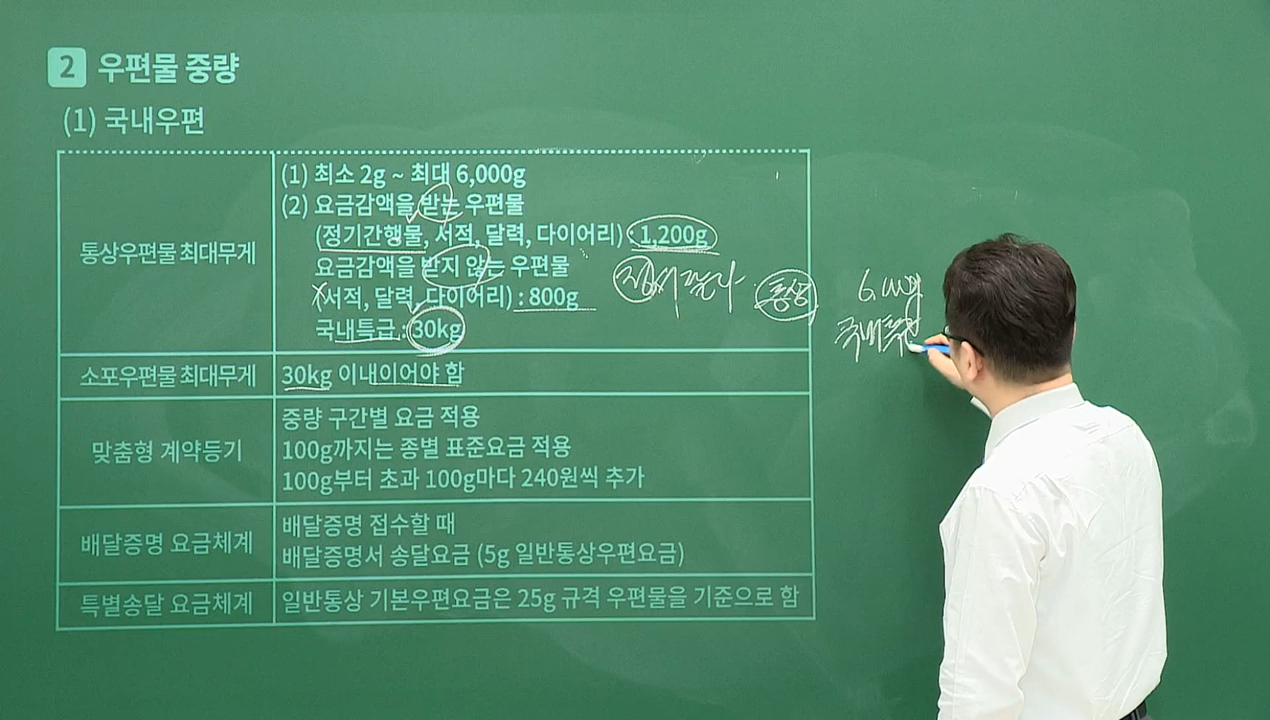 2 우편물 중량
(1) 국내우편
통상우편물 최대무게
(1) 최소 2g ~ 최대 6,000g
(2) 요금감액을 받는 우편물
(정기간행물, 서적, 달력, 다이어리) : 1,200g
요금감액을 받지 않는 우편물
(서적, 달력, 다이어리) : 800g
국내특급 : 30kg
소포우편물 최대무게
30kg 이내이어야 함
맞춤형 계약등기
중량 구간별 요금 적용
100g까지는 종별 표준요금 적용
100g부터 초과 100g마다 240원씩 추가
배달증명 요금체계
배달증명 접수할 때
배달증명서 송달요금 (5g 일반통상우편요금)
특별송달 요금체계
일반통상 기본우편요금은 25g 규격 우편물을 기준으로 함
통상
국내특급